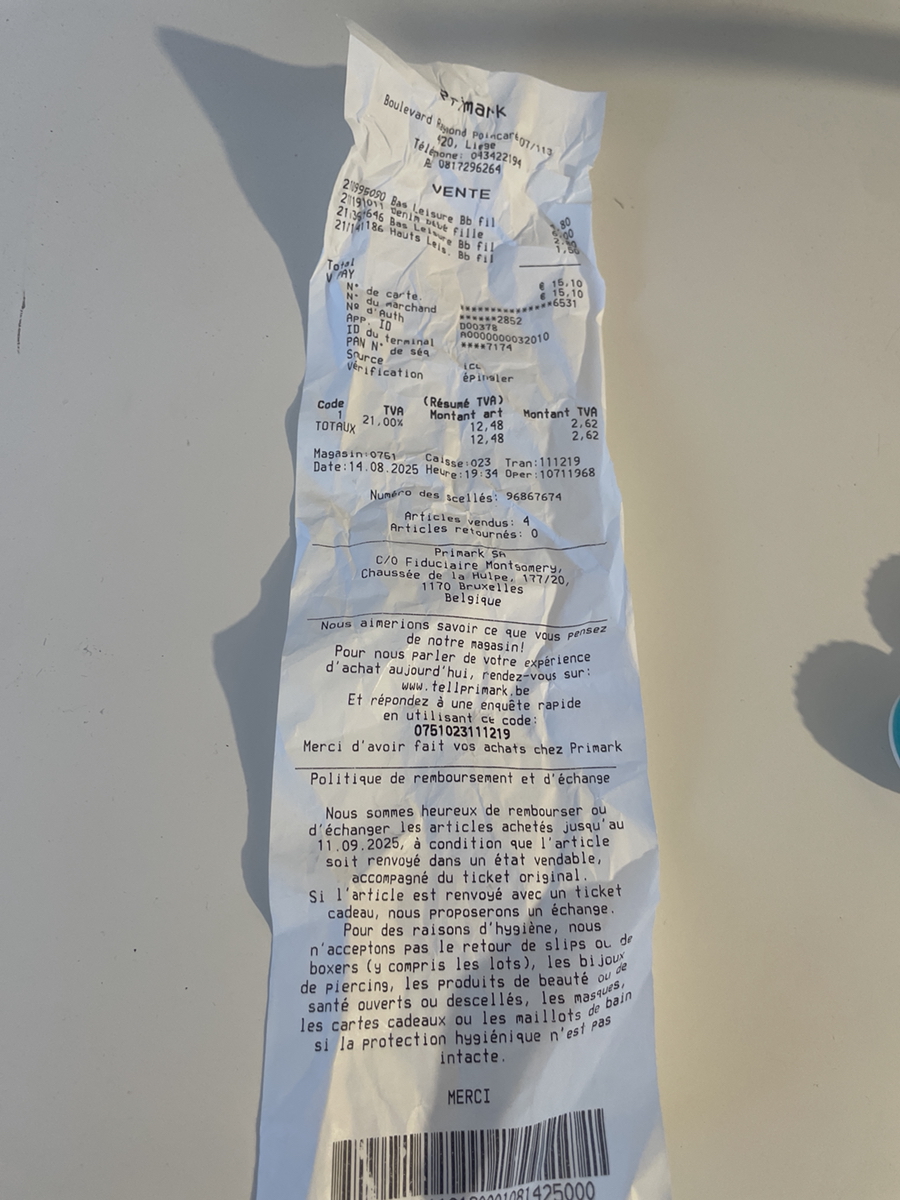 Primark
Boulevard Raymond Poincaré 07/113
Liege
Téléphone: 043422194
0817296264
VENTE
Bas Leisure Bb fil
Denim bébé fille
Bas Leisure Bb fil
Hauts Leis. Bb fil 1,50
Total € 15,10
€ 15,10
N° de carte. ************6531
N° du marchand ******2852
No d'Auth D00378
App. ID A0000000032010
ID du terminal ****7174
PAN N° de séq
Source
Vérification épingler
(Résumé TVA)
Code TVA Montant art Montant TVA
1 21,00% 12,48 2,62
TOTAUX 12,48 2,62
Magasin:0751 Caisse:023 Tran:111219
Date:14.08.2025 Heure:19:34 Oper:10711968
Numéro des scellés: 96867674
Articles vendus: 4
Articles retournés: 0
Primark SA
C/O Fiduciaire Montgomery,
Chaussée de la Hulpe, 177/20,
1170 Bruxelles
Belgique
Nous aimerions savoir ce que vous pensez
de notre magasin!
Pour nous parler de votre expérience
d'achat aujourd'hui, rendez-vous sur:
www.tellprimark.be
Et répondez à une enquête rapide
en utilisant ce code:
0751023111219
Merci d'avoir fait vos achats chez Primark
Politique de remboursement et d'échange
Nous sommes heureux de rembourser ou
d'échanger les articles achetés jusqu'au
11.09.2025, à condition que l'article
soit renvoyé dans un état vendable,
accompagné du ticket original.
Si l'article est renvoyé avec un ticket
cadeau, nous proposerons un échange.
Pour des raisons d'hygiène, nous
n'acceptons pas le retour de slips ou de
boxers (y compris les lots), les bijoux
de piercing, les produits de beauté ou de
santé ouverts ou descellés, les masques,
les cartes cadeaux ou les maillots de bain
si la protection hygiénique n'est pas
intacte.
MERCI